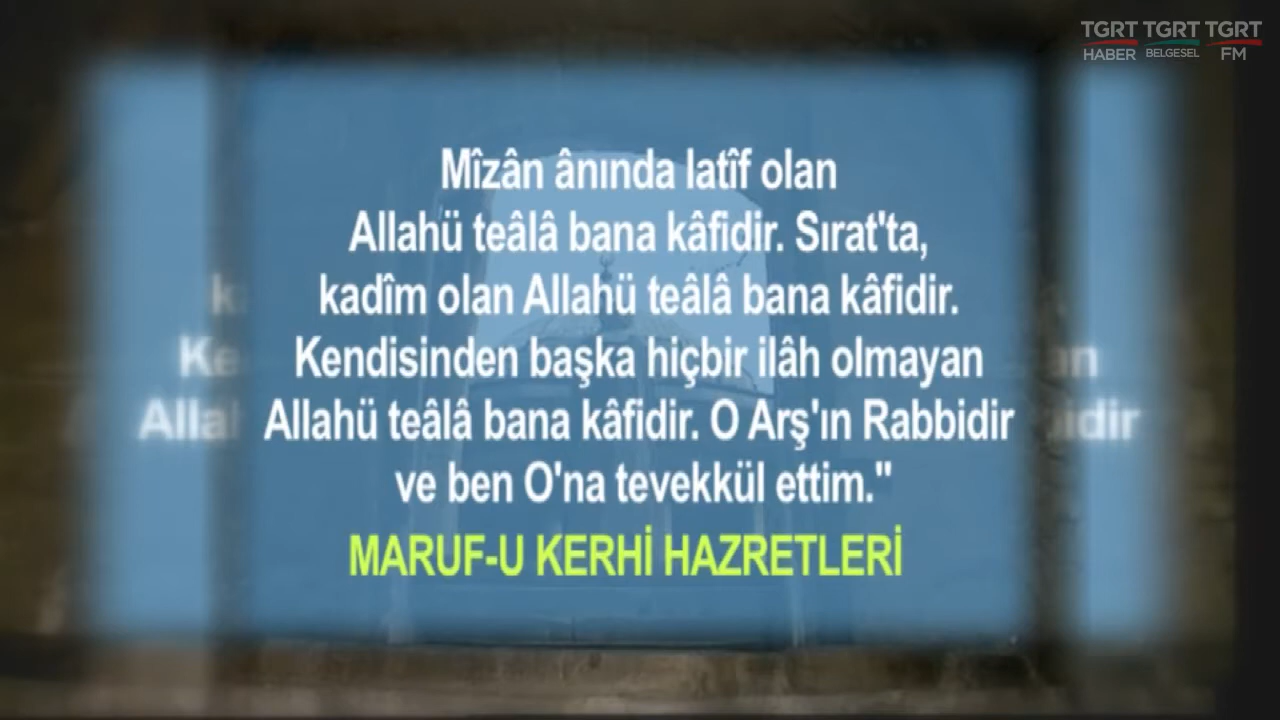 TGRT TGRT TGRT
HABER BELGESEL FM
Mîzân ânında latîf olan
Allahü teâlâ bana kâfidir. Sırat'ta,
kadîm olan Allahü teâlâ bana kâfidir.
Kendisinden başka hiçbir ilâh olmayan
Allahü teâlâ bana kâfidir. O Arş'ın Rabbidir
ve ben O'na tevekkül ettim."
MARUF-U KERHİ HAZRETLERİ